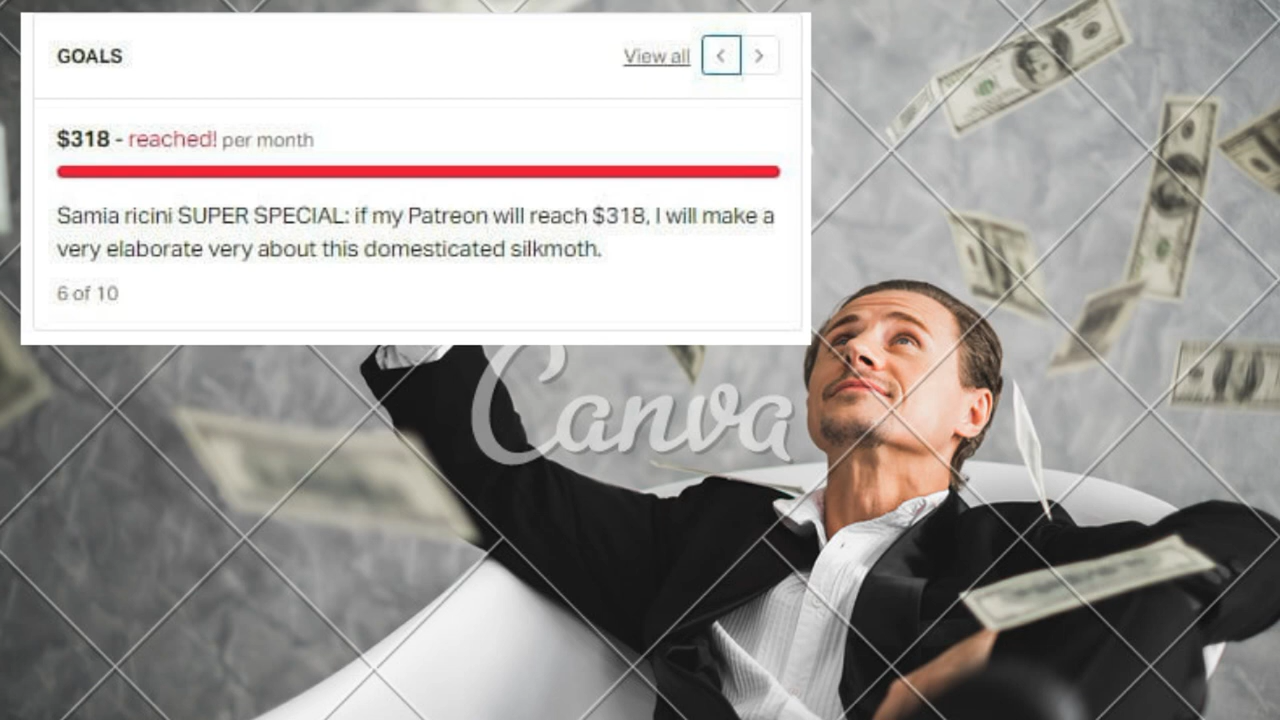 GOALS
View all
$318 - reached! per month
Samia ricini SUPER SPECIAL: if my Patreon will reach $318, I will make a
very elaborate very about this domesticated silkmoth.
6 of 10
Canva